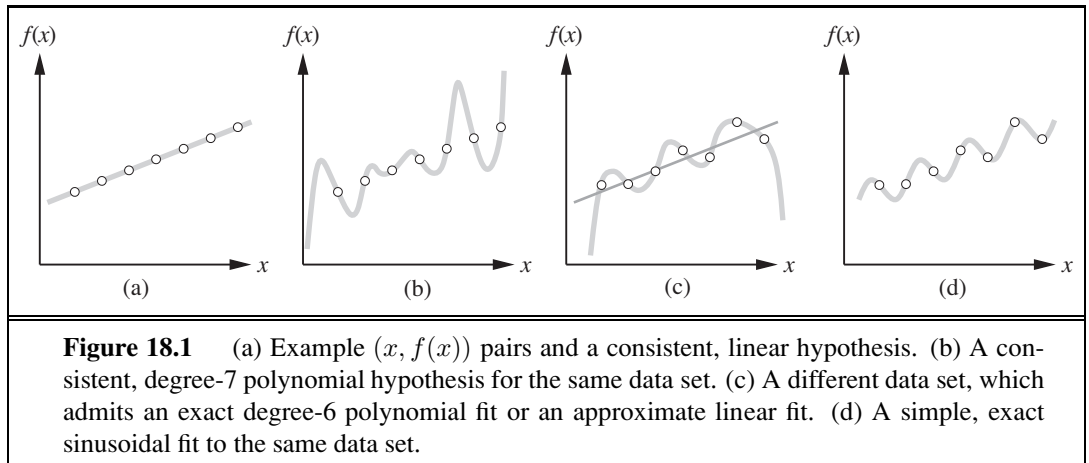 f(x) f(x) f(x) f(x)
x x x x
(a) (b) (c) (d)
Figure 18.1 (a) Example (x, f(x)) pairs and a consistent, linear hypothesis. (b) A con-
sistent, degree-7 polynomial hypothesis for the same data set. (c) A different data set, which
admits an exact degree-6 polynomial fit or an approximate linear fit. (d) A simple, exact
sinusoidal fit to the same data set.